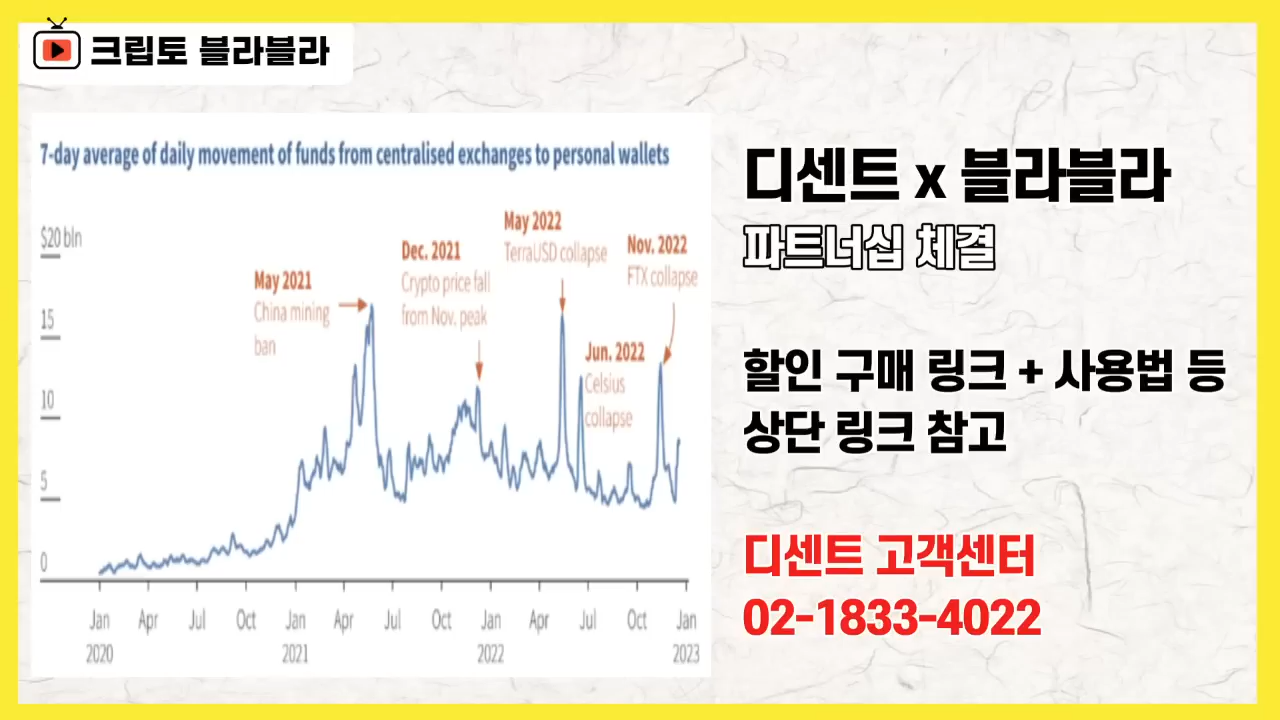 크립토 블라블라
7-day average of daily movement of funds from centralised exchanges to personal wallets
$20 bln
15
10
5
0
May 2021
China mining
ban
Dec. 2021
Crypto price fall
from Nov. peak
May 2022
TerraUSD collapse
Jun. 2022
Celsius
collapse
Nov. 2022
FTX collapse
Jan Apr Jul Oct Jan Apr Jul Oct Jan Apr Jul Oct Jan
2020 2021 2022 2023
디센트 x 블라블라
파트너십 체결
할인 구매 링크 + 사용법 등
상단 링크 참고
디센트 고객센터
02-1833-4022